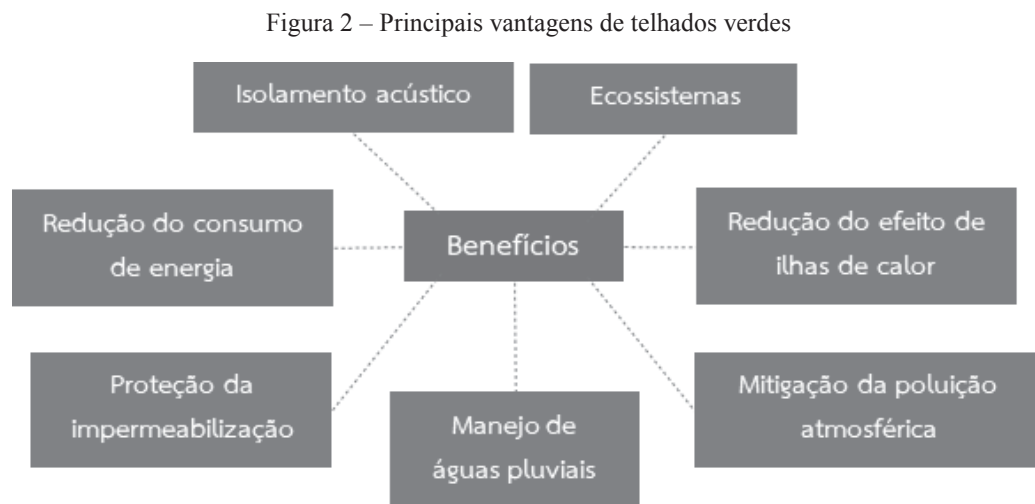 Figura 2 – Principais vantagens de telhados verdes
Isolamento acústico
Ecossistemas
Redução do consumo
de energia
Benefícios
Redução do efeito de
ilhas de calor
Proteção da
impermeabilização
Manejo de
águas pluviais
Mitigação da poluição
atmosférica